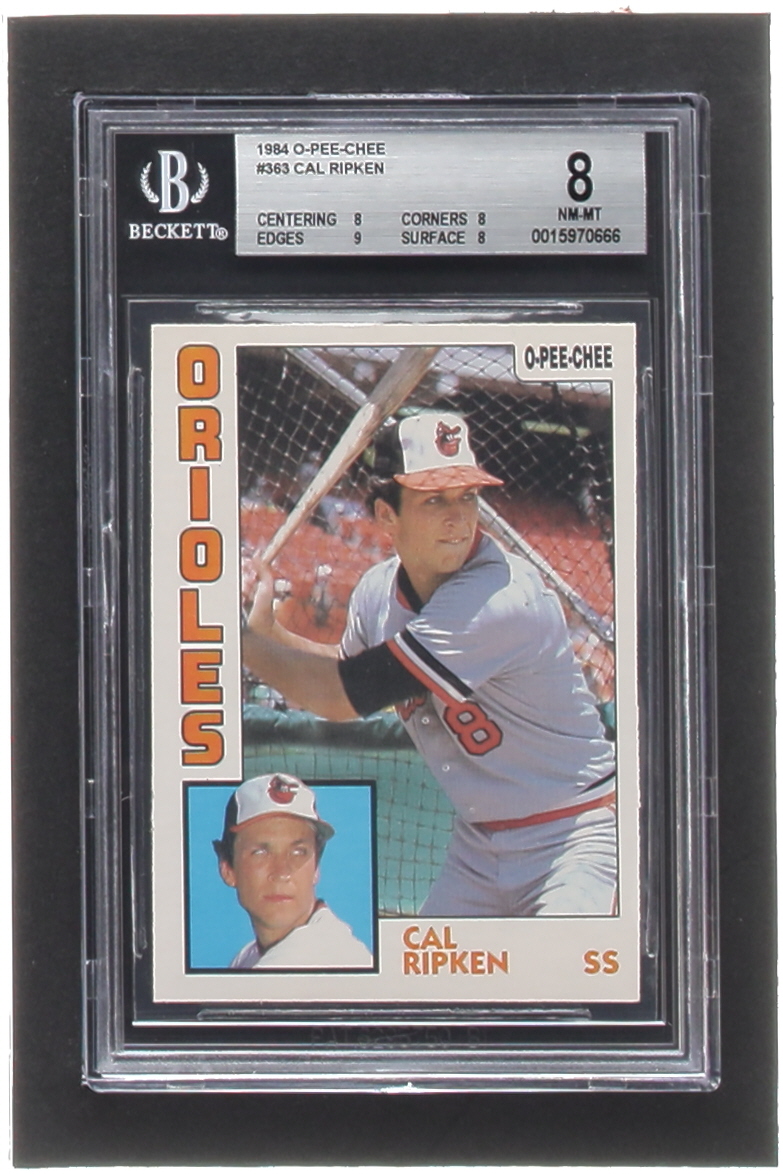 1984 O-PEE-CHEE
#363 CAL RIPKEN
CENTERING 8 CORNERS 8
EDGES 9 SURFACE 8
8
NM-MT
0015970666
B
BECKETT®
O-PEE-CHEE
ORIOLES
8
CAL
RIPKEN SS